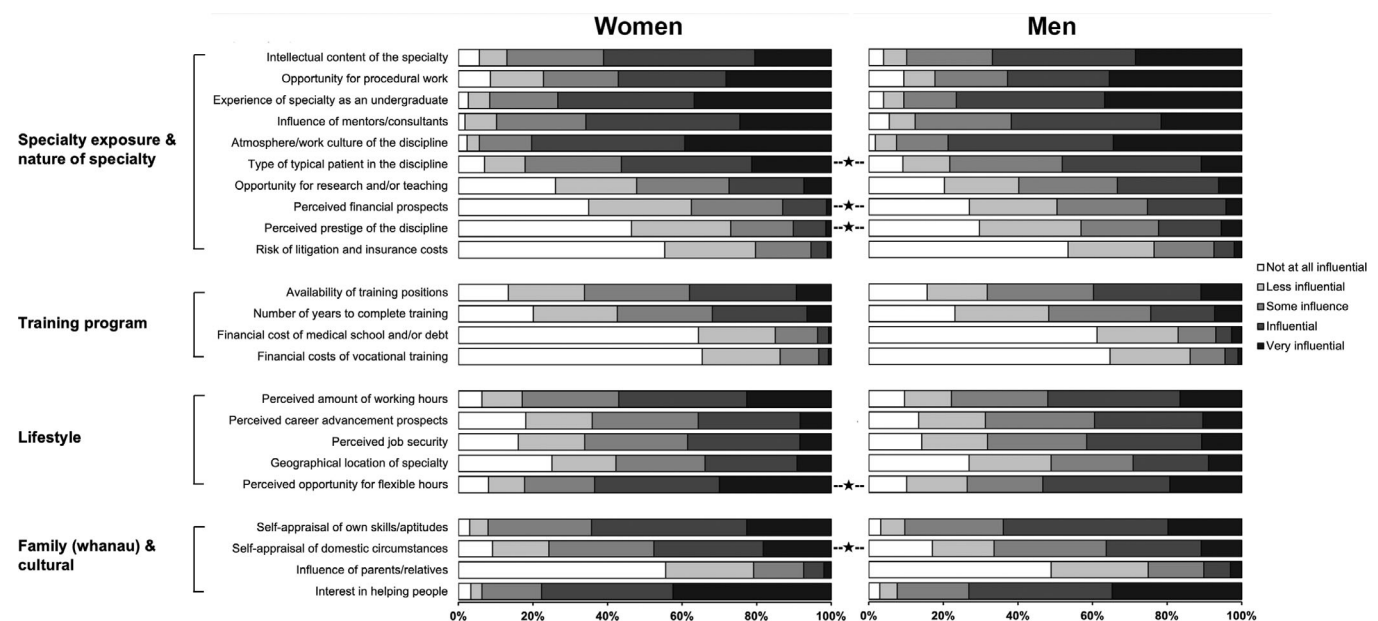 Women
Men
Specialty exposure &
nature of specialty
Intellectual content of the specialty
Opportunity for procedural work
Experience of specialty as an undergraduate
Influence of mentors/consultants
Atmosphere/work culture of the discipline
Type of typical patient in the discipline
Opportunity for research and/or teaching
Perceived financial prospects
Perceived prestige of the discipline
Risk of litigation and insurance costs
Training program
Availability of training positions
Number of years to complete training
Financial cost of medical school and/or debt
Financial costs of vocational training
Lifestyle
Perceived amount of working hours
Perceived career advancement prospects
Perceived job security
Geographical location of specialty
Perceived opportunity for flexible hours
Family (whanau) &
cultural
Self-appraisal of own skills/aptitudes
Self-appraisal of domestic circumstances
Influence of parents/relatives
Interest in helping people
0% 20% 40% 60% 80% 100%
0% 20% 40% 60% 80% 100%
Not at all influential
Less influential
Some influence
Influential
Very influential